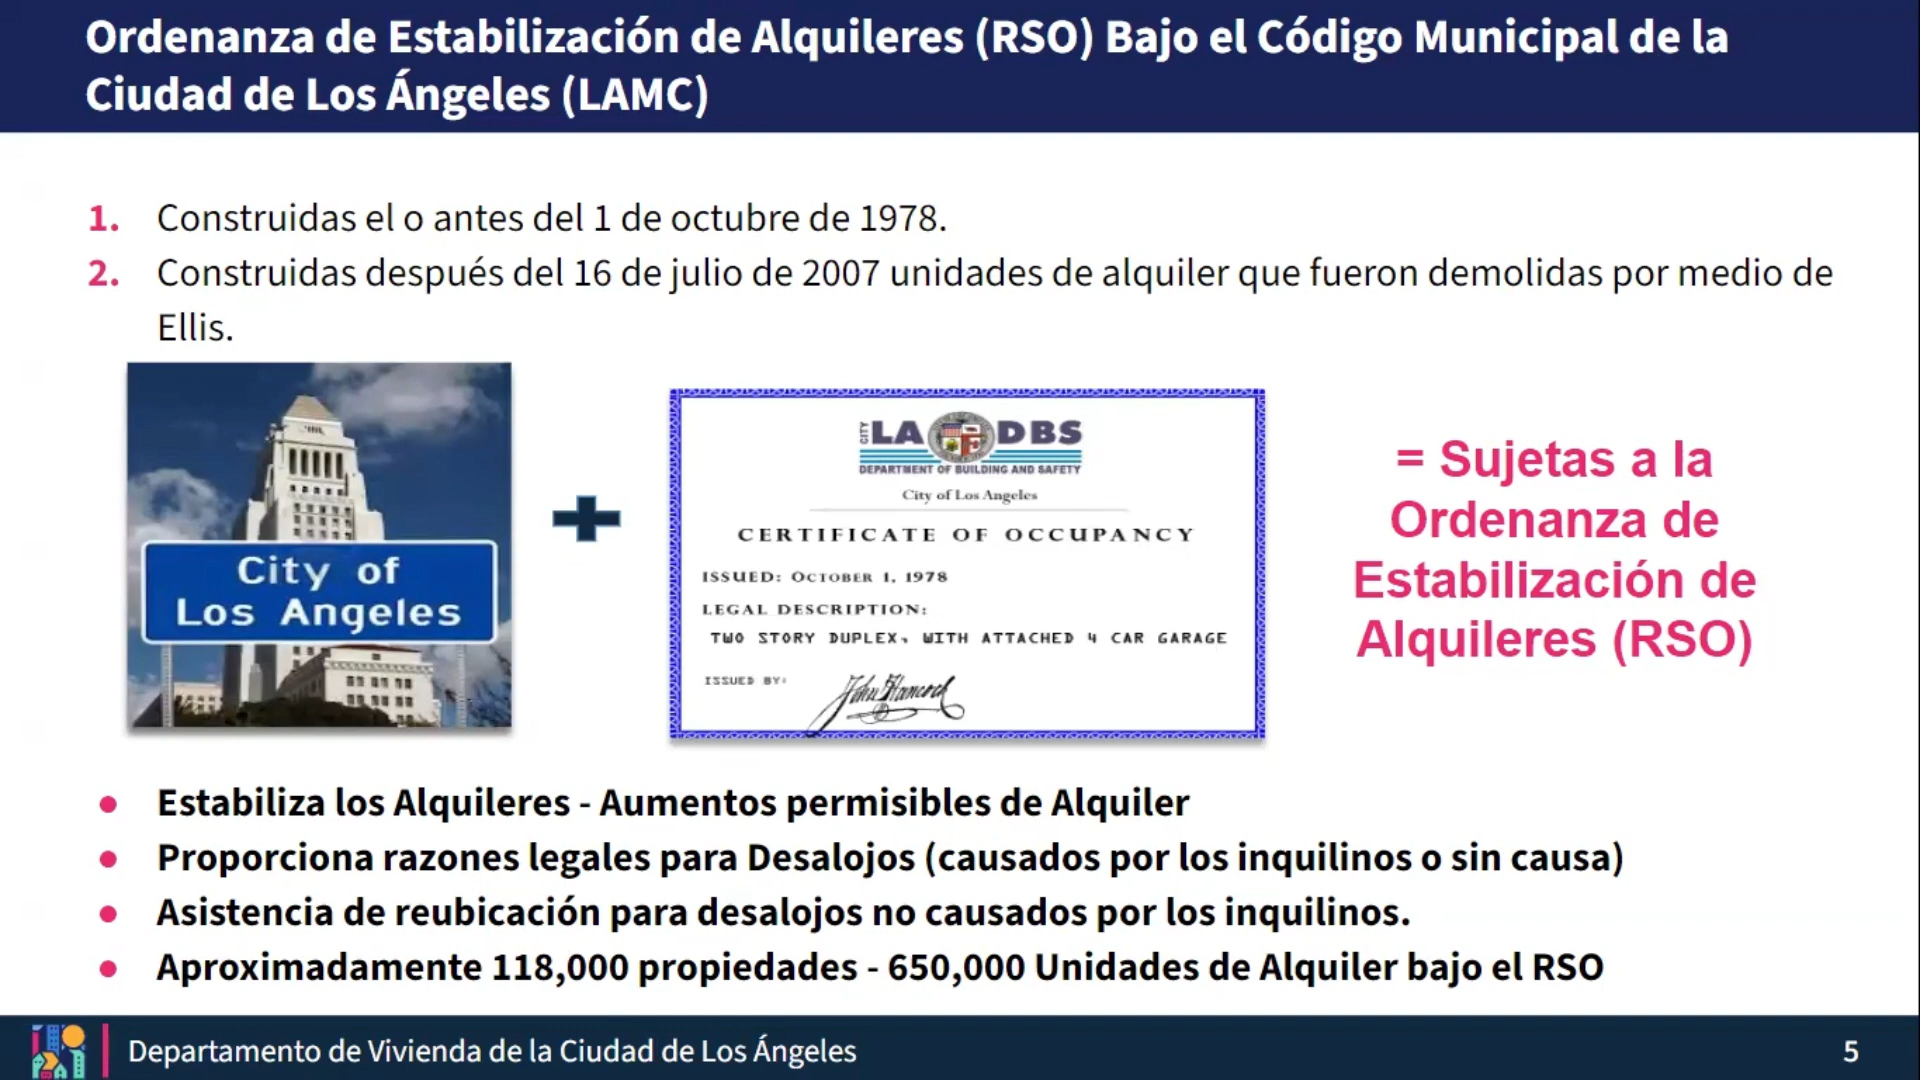 Ordenanza de Estabilización de Alquileres (RSO) Bajo el Código Municipal de la
Ciudad de Los Ángeles (LAMC)
1. Construidas el o antes del 1 de octubre de 1978.
2. Construidas después del 16 de julio de 2007 unidades de alquiler que fueron demolidas por medio de
Ellis.
City of
Los Angeles
CITY LA DBS
DEPARTMENT OF BUILDING AND SAFETY
City of Los Angeles
CERTIFICATE OF OCCUPANCY
ISSUED: OCTOBER 1, 1978
LEGAL DESCRIPTION:
TWO STORY DUPLEX, WITH ATTACHED 4 CAR GARAGE
ISSUED BY:
John Hancock
= Sujetas a la
Ordenanza de
Estabilización de
Alquileres (RSO)
● Estabiliza los Alquileres - Aumentos permisibles de Alquiler
● Proporciona razones legales para Desalojos (causados por los inquilinos o sin causa)
● Asistencia de reubicación para desalojos no causados por los inquilinos.
● Aproximadamente 118,000 propiedades - 650,000 Unidades de Alquiler bajo el RSO
Departamento de Vivienda de la Ciudad de Los Ángeles
5